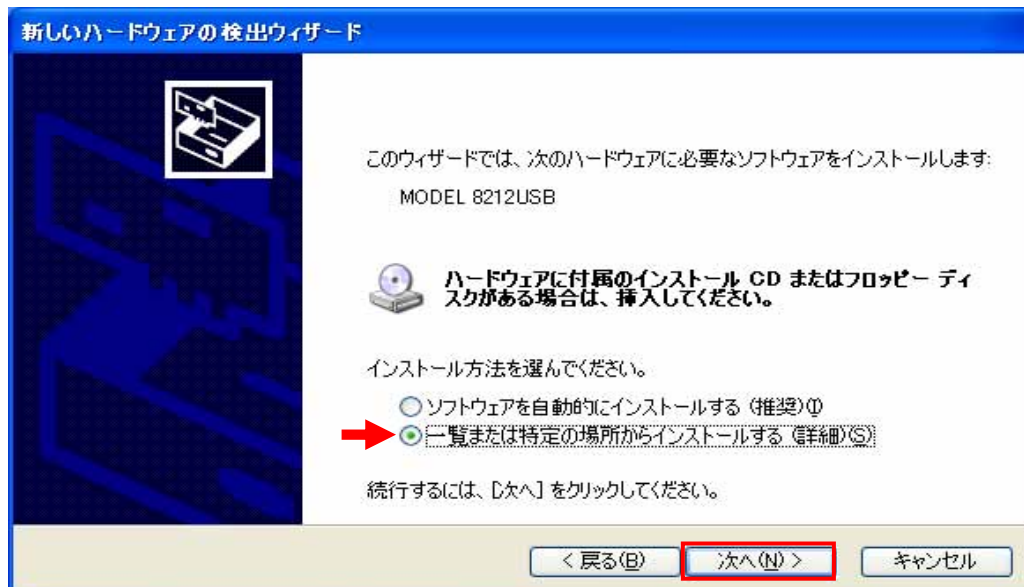 新しいハードウェアの検出ウィザード
このウィザードでは、次のハードウェアに必要なソフトウェアをインストールします:
MODEL 8212USB
ハードウェアに付属のインストール CD またはフロッピー ディ
スクがある場合は、挿入してください。
インストール方法を選んでください。
ソフトウェアを自動的にインストールする (推奨)(I)
一覧または特定の場所からインストールする (詳細)(S)
続行するには、[次へ] をクリックしてください。
< 戻る(B)
次へ(N) >
キャンセル